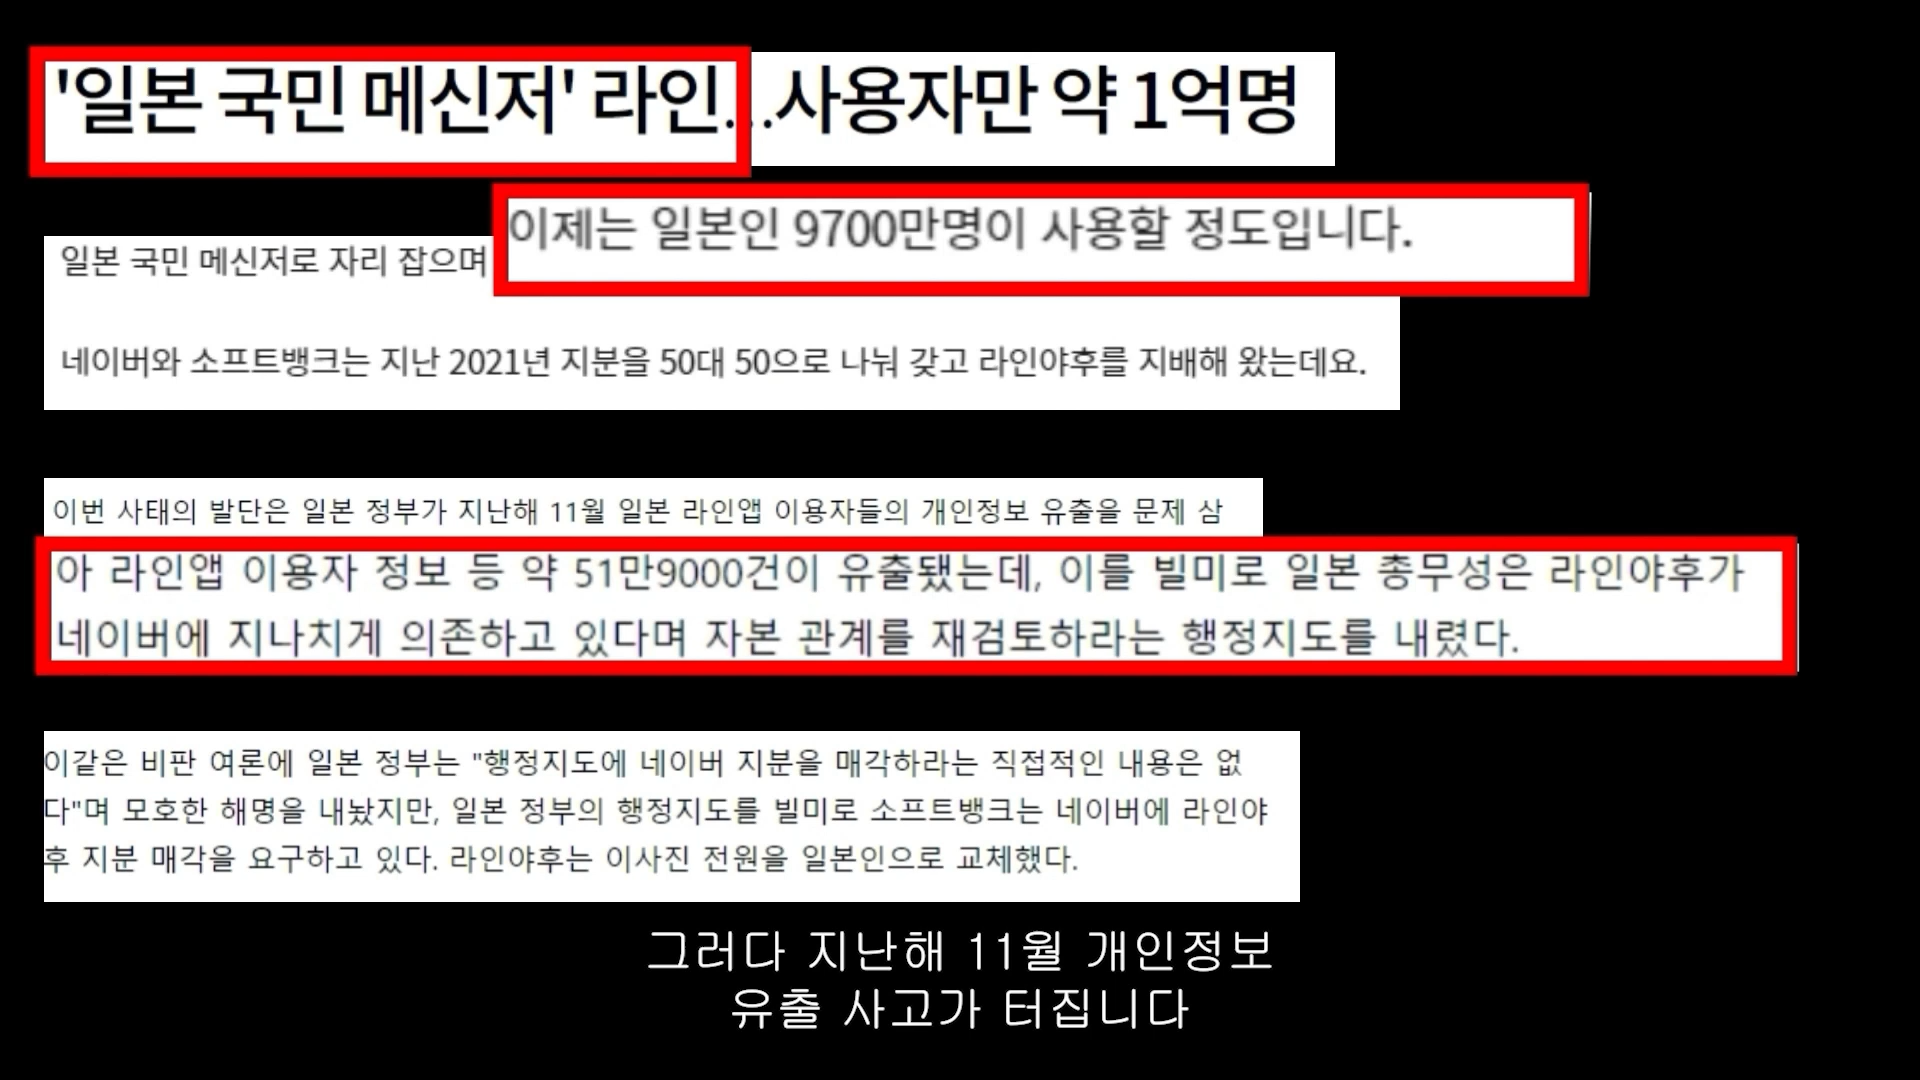 '일본 국민 메신저' 라인…사용자만 약 1억명
일본 국민 메신저로 자리 잡으며 이제는 일본인 9700만명이 사용할 정도입니다.
네이버와 소프트뱅크는 지난 2021년 지분을 50대 50으로 나눠 갖고 라인야후를 지배해 왔는데요.
이번 사태의 발단은 일본 정부가 지난해 11월 일본 라인앱 이용자들의 개인정보 유출을 문제 삼
아 라인앱 이용자 정보 등 약 51만9000건이 유출됐는데, 이를 빌미로 일본 총무성은 라인야후가
네이버에 지나치게 의존하고 있다며 자본 관계를 재검토하라는 행정지도를 내렸다.
이같은 비판 여론에 일본 정부는 "행정지도에 네이버 지분을 매각하라는 직접적인 내용은 없
다"며 모호한 해명을 내놨지만, 일본 정부의 행정지도를 빌미로 소프트뱅크는 네이버에 라인야
후 지분 매각을 요구하고 있다. 라인야후는 이사진 전원을 일본인으로 교체했다.
그러다 지난해 11월 개인정보
유출 사고가 터집니다